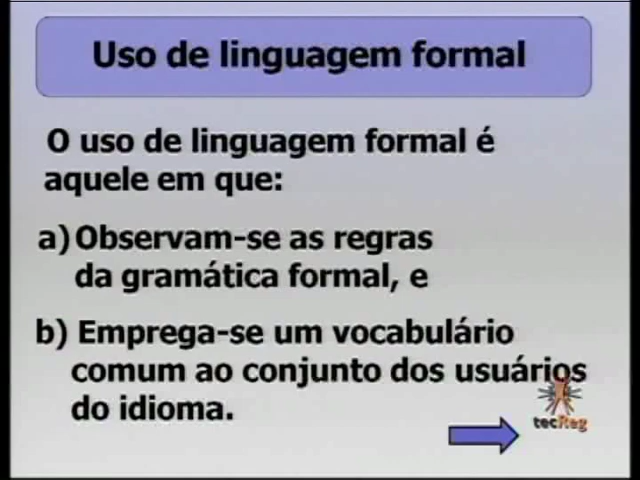 Uso de linguagem formal
O uso de linguagem formal é
aquele em que:
a) Observam-se as regras
da gramática formal, e
b) Emprega-se um vocabulário
comum ao conjunto dos usuários
do idioma.
tecReg